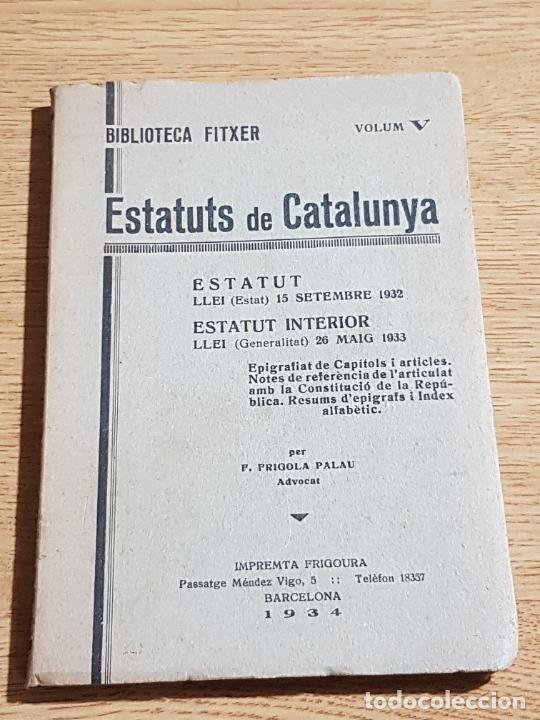 BIBLIOTECA FITXER VOLUM V
Estatuts de Catalunya
ESTATUT
LLEI (Estat) 15 SETEMBRE 1932
ESTATUT INTERIOR
LLEI (Generalitat) 26 MAIG 1933
Epigrafiat de Capítols i articles.
Notes de referència de l'articulat
amb la Constitució de la Repú-
blica. Resums d'epigrafs i Index
alfabètic.
per
F. FRIGOLA PALAU
Advocat
IMPREMTA FRIGOURA
Passatge Méndez Vigo, 5 :: Telèfon 18357
BARCELONA
1934
todocoleccion.net